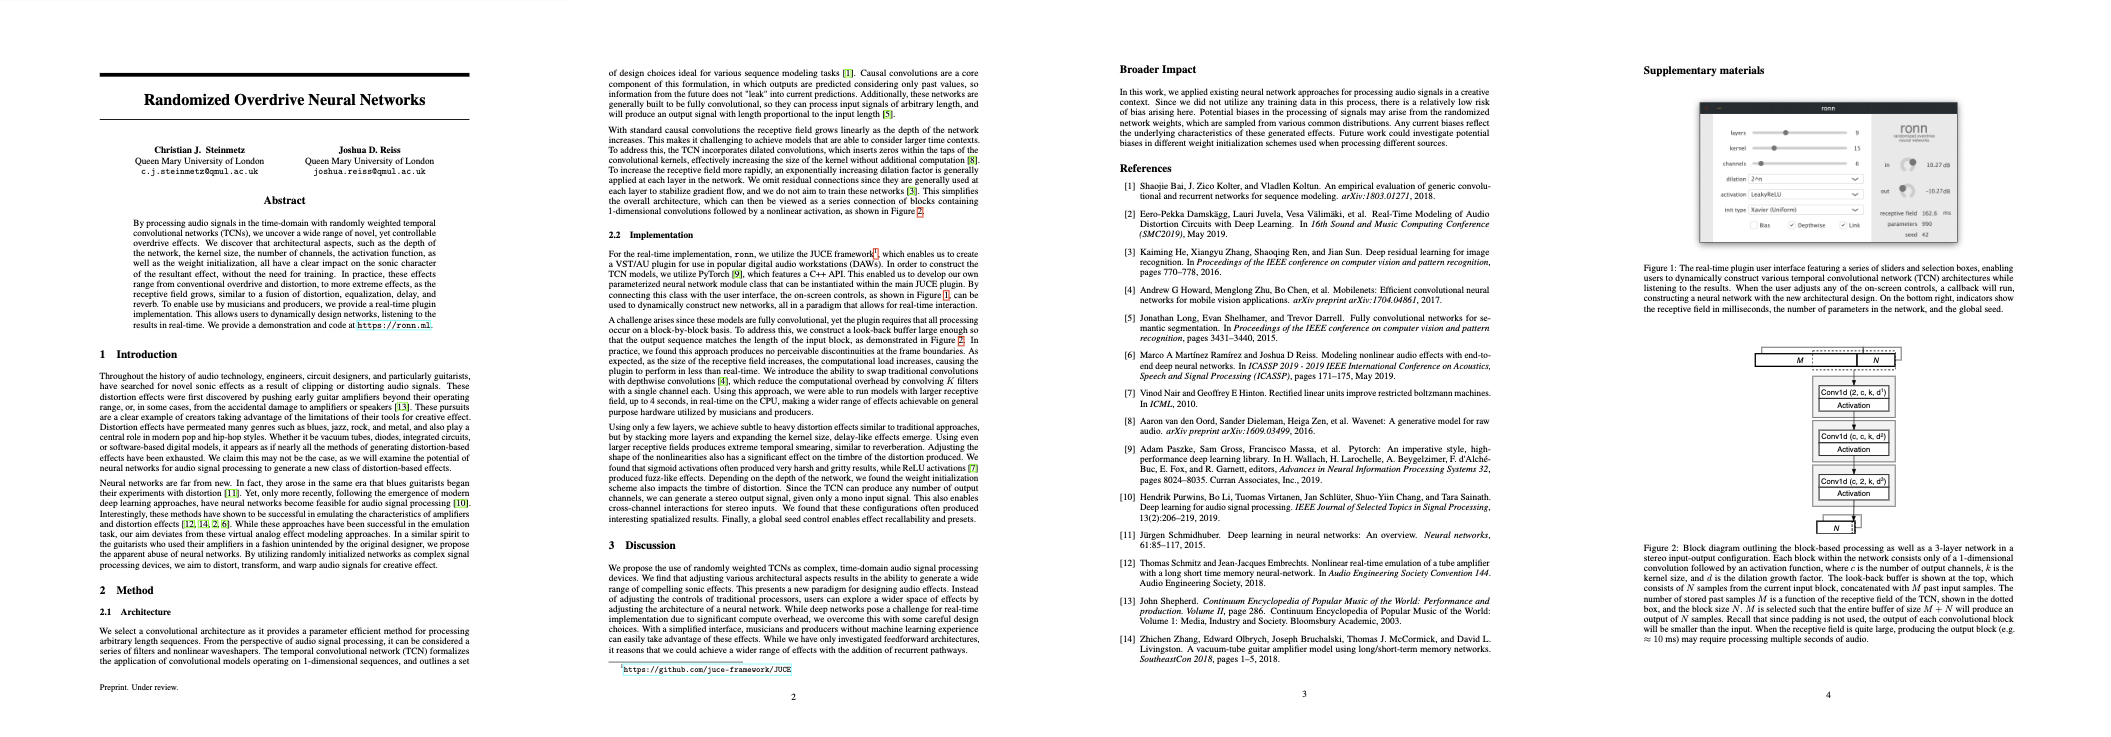 Randomized Overdrive Neural Networks
Christian J. Steinmetz
Queen Mary University of London
c.j.steinmetz@qmul.ac.uk
Joshua D. Reiss
Queen Mary University of London
joshua.reiss@qmul.ac.uk
Abstract
By processing audio signals in the time-domain with randomly weighted temporal
convolutional networks (TCNs), we uncover a wide range of novel, yet controllable
overdrive effects. We discover that architectural aspects, such as the depth of
the network, the kernel size, the number of channels, the activation function, as
well as the weight initialization, all have a clear impact on the sonic character
of the resultant effect, without the need for training. In practice, these effects
range from conventional overdrive and distortion, to more extreme effects, as
the receptive field grows, similar to a fusion of distortion, equalization, delay, and
reverb. To enable use by musicians and producers, we provide a real-time plugin
implementation. This allows users to dynamically design networks, listening to the
results in real-time. We provide a demonstration and code at https://ronn.ml.
1 Introduction
Throughout the history of audio technology, engineers, circuit designers, and particularly guitarists,
have searched for novel sonic effects as a result of clipping or distorting audio signals. These
distortion effects were first discovered by pushing early guitar amplifiers beyond their operating
range, or, in some cases, from the accidental damage to amplifiers or speakers [13]. These pursuits
are a clear example of creators taking advantage of the limitations of their tools for creative effect.
Distortion effects have permeated many genres such as blues, jazz, rock, and metal, and also play a
central role in modern pop and hip-hop styles. Whether it be vacuum tubes, diodes, integrated circuits,
or software-based digital models, it appears as if nearly all the methods of generating distortion-based
effects have been exhausted. We claim this may not be the case, as we will examine the potential of
neural networks for audio signal processing to generate a new class of distortion-based effects.
Neural networks are far from new. In fact, they arose in the same era that blues guitarists began
their experiments with distortion [11]. Yet, only more recently, following the emergence of modern
deep learning approaches, have neural networks become feasible for audio signal processing [10].
Interestingly, these methods have shown to be successful in emulating the characteristics of amplifiers
and distortion effects [12, 14, 2, 6]. While these approaches have been successful in the emulation
task, our aim deviates from these virtual analog effect modeling approaches. In a similar spirit to
the guitarists who used their amplifiers in a fashion unintended by the original designer, we propose
the apparent abuse of neural networks. By utilizing randomly initialized networks as complex signal
processing devices, we aim to distort, transform, and warp audio signals for creative effect.
2 Method
2.1 Architecture
We select a convolutional architecture as it provides a parameter efficient method for processing
arbitrary length sequences. From the perspective of audio signal processing, it can be considered a
series of filters and nonlinear waveshapers. The temporal convolutional network (TCN) formalizes
the application of convolutional models operating on 1-dimensional sequences, and outlines a set
Preprint. Under review.
of design choices ideal for various sequence modeling tasks [1]. Causal convolutions are a core
component of this formulation, in which outputs are predicted considering only past values, so
information from the future does not "leak" into current predictions. Additionally, these networks are
generally built to be fully convolutional, so they can process input signals of arbitrary length, and
will produce an output signal with length proportional to the input length [5].
With standard causal convolutions the receptive field grows linearly as the depth of the network
increases. This makes it challenging to achieve models that are able to consider larger time contexts.
To address this, the TCN incorporates dilated convolutions, which inserts zeros within the taps of the
convolutional kernels, effectively increasing the size of the kernel without additional computation [8].
To increase the receptive field more rapidly, an exponentially increasing dilation factor is generally
applied at each layer in the network. We omit residual connections since they are generally used at
each layer to stabilize gradient flow, and we do not aim to train these networks [3]. This simplifies
the overall architecture, which can then be viewed as a series connection of blocks containing
1-dimensional convolutions followed by a nonlinear activation, as shown in Figure 2.
2.2 Implementation
For the real-time implementation, ronn, we utilize the JUCE framework1, which enables us to create
a VST/AU plugin for use in popular digital audio workstations (DAWs). In order to construct the
TCN models, we utilize PyTorch [9], which features a C++ API. This enabled us to develop our own
parameterized neural network module class that can be instantiated within the main JUCE plugin. By
connecting this class with the user interface, the on-screen controls, as shown in Figure 1, can be
used to dynamically construct new networks, all in a paradigm that allows for real-time interaction.
A challenge arises since these models are fully convolutional, yet the plugin requires that all processing
occur on a block-by-block basis. To address this, we construct a look-back buffer large enough so
that the output sequence matches the length of the input block, as demonstrated in Figure 2. In
practice, we found this approach produces no perceivable discontinuities at the frame boundaries. As
expected, as the size of the receptive field increases, the computational load increases, causing the
plugin to perform in less than real-time. We introduce the ability to swap traditional convolutions
with depthwise convolutions [4], which reduce the computational overhead by convolving K filters
with a single channel each. Using this approach, we were able to run models with larger receptive
field, up to 4 seconds, in real-time on the CPU, making a wider range of effects achievable on general
purpose hardware utilized by musicians and producers.
Using only a few layers, we achieve subtle to heavy distortion effects similar to traditional approaches,
but by stacking more layers and expanding the kernel size, delay-like effects emerge. Using even
larger receptive fields produces extreme temporal smearing, similar to reverberation. Adjusting the
shape of the nonlinearities also has a significant effect on the timbre of the distortion produced. We
found that sigmoid activations often produced very harsh and gritty results, while ReLU activations [7]
produced fuzz-like effects. Depending on the depth of the network, we found the weight initialization
scheme also impacts the timbre of distortion. Since the TCN can produce any number of output
channels, we can generate a stereo output signal, given only a mono input signal. This also enables
cross-channel interactions for stereo inputs. We found that these configurations often produced
interesting spatialized results. Finally, a global seed control enables effect recallability and presets.
3 Discussion
We propose the use of randomly weighted TCNs as complex, time-domain audio signal processing
devices. We find that adjusting various architectural aspects results in the ability to generate a wide
range of compelling sonic effects. This presents a new paradigm for designing audio effects. Instead
of adjusting the controls of traditional processors, users can explore a wider space of effects by
adjusting the architecture of a neural network. While deep networks pose a challenge for real-time
implementation due to significant compute overhead, we overcome this with some careful design
choices. With a simplified interface, musicians and producers without machine learning experience
can easily take advantage of these effects. While we have only investigated feedforward architectures,
it reasons that we could achieve a wider range of effects with the addition of recurrent pathways.
1https://github.com/juce-framework/JUCE
2
Broader Impact
In this work, we applied existing neural network approaches for processing audio signals in a creative
context. Since we did not utilize any training data in this process, there is a relatively low risk
of bias arising here. Potential biases in the processing of signals may arise from the randomized
network weights, which are sampled from various common distributions. Any current biases reflect
the underlying characteristics of these generated effects. Future work could investigate potential
biases in different weight initialization schemes used when processing different sources.
References
[1] Shaojie Bai, J. Zico Kolter, and Vladlen Koltun. An empirical evaluation of generic convolu-
tional and recurrent networks for sequence modeling. arXiv:1803.01271, 2018.
[2] Eero-Pekka Damskägg, Lauri Juvela, Vesa Välimäki, et al. Real-Time Modeling of Audio
Distortion Circuits with Deep Learning. In 16th Sound and Music Computing Conference
(SMC2019), May 2019.
[3] Kaiming He, Xiangyu Zhang, Shaoqing Ren, and Jian Sun. Deep residual learning for image
recognition. In Proceedings of the IEEE conference on computer vision and pattern recognition,
pages 770–778, 2016.
[4] Andrew G Howard, Menglong Zhu, Bo Chen, et al. Mobilenets: Efficient convolutional neural
networks for mobile vision applications. arXiv preprint arXiv:1704.04861, 2017.
[5] Jonathan Long, Evan Shelhamer, and Trevor Darrell. Fully convolutional networks for se-
mantic segmentation. In Proceedings of the IEEE conference on computer vision and pattern
recognition, pages 3431–3440, 2015.
[6] Marco A Martínez Ramírez and Joshua D Reiss. Modeling nonlinear audio effects with end-to-
end deep neural networks. In ICASSP 2019 - 2019 IEEE International Conference on Acoustics,
Speech and Signal Processing (ICASSP), pages 171–175, May 2019.
[7] Vinod Nair and Geoffrey E Hinton. Rectified linear units improve restricted boltzmann machines.
In ICML, 2010.
[8] Aaron van den Oord, Sander Dieleman, Heiga Zen, et al. Wavenet: A generative model for raw
audio. arXiv preprint arXiv:1609.03499, 2016.
[9] Adam Paszke, Sam Gross, Francisco Massa, et al. Pytorch: An imperative style, high-
performance deep learning library. In H. Wallach, H. Larochelle, A. Beygelzimer, F. d'Alché-
Buc, E. Fox, and R. Garnett, editors, Advances in Neural Information Processing Systems 32,
pages 8024–8035. Curran Associates, Inc., 2019.
[10] Hendrik Purwins, Bo Li, Tuomas Virtanen, Jan Schlüter, Shuo-Yiin Chang, and Tara Sainath.
Deep learning for audio signal processing. IEEE Journal of Selected Topics in Signal Processing,
13(2):206–219, 2019.
[11] Jürgen Schmidhuber. Deep learning in neural networks: An overview. Neural networks,
61:85–117, 2015.
[12] Thomas Schmitz and Jean-Jacques Embrechts. Nonlinear real-time emulation of a tube amplifier
with a long short time memory neural-network. In Audio Engineering Society Convention 144.
Audio Engineering Society, 2018.
[13] John Shepherd. Continuum Encyclopedia of Popular Music of the World: Performance and
production. Volume II, page 286. Continuum Encyclopedia of Popular Music of the World:
Volume 1: Media, Industry and Society. Bloomsbury Academic, 2003.
[14] Zhichen Zhang, Edward Olbrych, Joseph Bruchalski, Thomas J. McCormick, and David L.
Livingston. A vacuum-tube guitar amplifier model using long/short-term memory networks.
SoutheastCon 2018, pages 1–5, 2018.
3
Supplementary materials
ronn
layers 9
kernel 15
channels 6
dilation 2^n
activation LeakyReLU
init type Xavier (Uniform)
Bias Depthwise Link
ronn
randomized overdrive
neural networks
in 10.27 dB
out -10.27 dB
receptive field 162.6 ms
parameters 990
seed 42
Figure 1: The real-time plugin user interface featuring a series of sliders and selection boxes, enabling
users to dynamically construct various temporal convolutional network (TCN) architectures while
listening to the results. When the user adjusts any of the on-screen controls, a callback will run,
constructing a neural network with the new architectural design. On the bottom right, indicators show
the receptive field in milliseconds, the number of parameters in the network, and the global seed.
M N
Conv1d (2, c, k, d¹)
Activation
Conv1d (c, c, k, d²)
Activation
Conv1d (c, 2, k, d³)
Activation
N
Figure 2: Block diagram outlining the block-based processing as well as a 3-layer network in a
stereo input-output configuration. Each block within the network consists only of a 1-dimensional
convolution followed by an activation function, where c is the number of output channels, k is the
kernel size, and d is the dilation growth factor. The look-back buffer is shown at the top, which
consists of N samples from the current input block, concatenated with M past input samples. The
number of stored past samples M is a function of the receptive field of the TCN, shown in the dotted
box, and the block size N. M is selected such that the entire buffer of size M + N will produce an
output of N samples. Recall that since padding is not used, the output of each convolutional block
will be smaller than the input. When the receptive field is quite large, producing the output block (e.g.
≈ 10 ms) may require processing multiple seconds of audio.
4